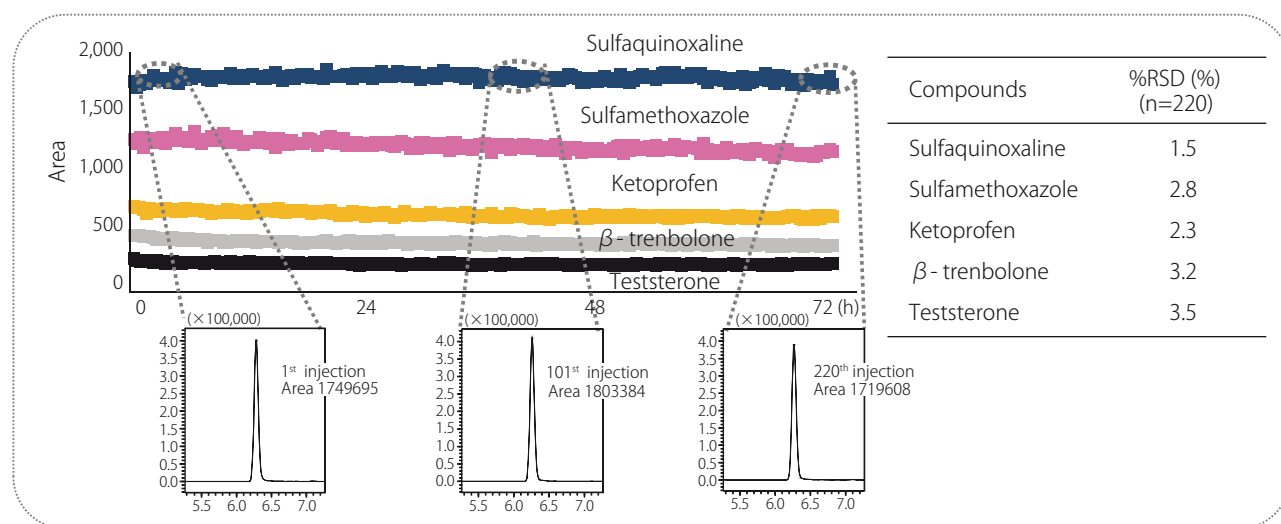 Sulfaquinoxaline
2,000
1,500
1,000
500
0
Area
Sulfamethoxazole
Ketoprofen
β- trenbolone
Teststerone
0 24 48 72 (h)
(×100,000)
4.0
3.5
3.0
2.5
2.0
1.5
1.0
0.5
0.0
5.5 6.0 6.5 7.0
1st injection
Area 1749695
(×100,000)
4.0
3.5
3.0
2.5
2.0
1.5
1.0
0.5
0.0
5.5 6.0 6.5 7.0
101st injection
Area 1803384
(×100,000)
4.0
3.5
3.0
2.5
2.0
1.5
1.0
0.5
0.0
5.5 6.0 6.5 7.0
220th injection
Area 1719608
Compounds %RSD (%)
(n=220)
Sulfaquinoxaline 1.5
Sulfamethoxazole 2.8
Ketoprofen 2.3
β- trenbolone 3.2
Teststerone 3.5